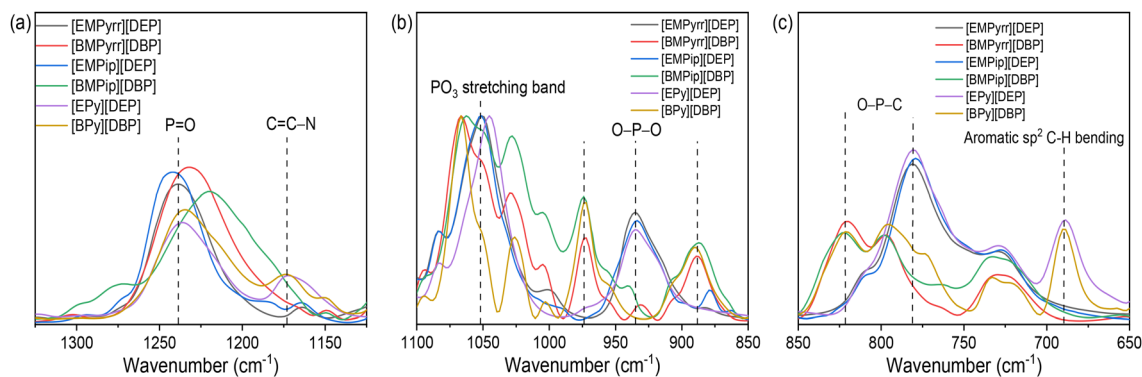 (a)
[EMPyrr][DEP]
[BMPyrr][DBP]
[EMPip][DEP]
[BMPip][DBP]
[EPy][DEP]
[BPy][DBP]
P=O
C=C–N
1300 1250 1200 1150
Wavenumber (cm⁻¹)
(b)
[EMPyrr][DEP]
[BMPyrr][DBP]
[EMPip][DEP]
[BMPip][DBP]
[EPy][DEP]
[BPy][DBP]
PO₃ stretching band
O–P–O
1100 1050 1000 950 900 850
Wavenumber (cm⁻¹)
(c)
[EMPyrr][DEP]
[BMPyrr][DBP]
[EMPip][DEP]
[BMPip][DBP]
[EPy][DEP]
[BPy][DBP]
O–P–C
Aromatic sp² C-H bending
850 800 750 700 650
Wavenumber (cm⁻¹)